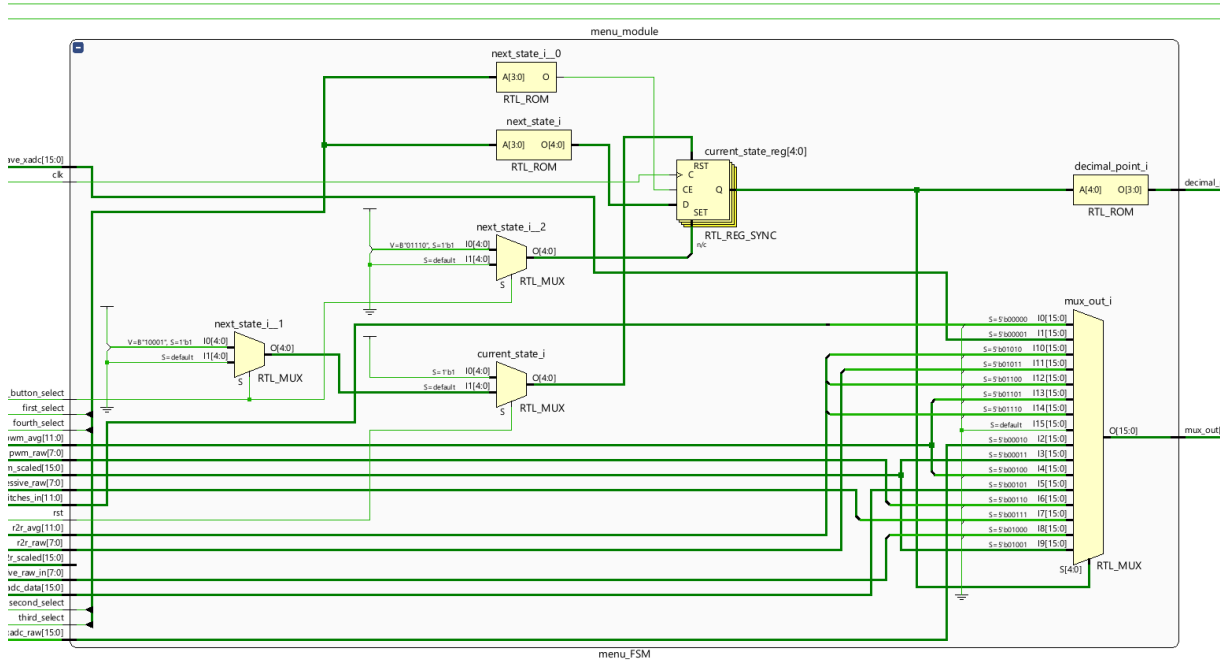 menu_module
next_state_i__0
A[3:0] O
RTL_ROM
next_state_i
A[3:0] O[4:0]
RTL_ROM
current_state_reg[4:0]
RST
C
CE
D
Q
SET
n/c
RTL_REG_SYNC
decimal_point_i
A[4:0] O[3:0]
RTL_ROM
decimal_
ave_xadc[15:0]
clk
next_state_i__2
V=B"01110", S=1'b1 I0[4:0]
S=default I1[4:0]
O[4:0]
S
RTL_MUX
next_state_i__1
V=B"10001", S=1'b1 I0[4:0]
S=default I1[4:0]
O[4:0]
S
RTL_MUX
current_state_i
S=1'b1 I0[4:0]
S=default I1[4:0]
O[4:0]
S
RTL_MUX
mux_out_i
S=5'b00000 I0[15:0]
S=5'b00001 I1[15:0]
S=5'b01010 I10[15:0]
S=5'b01011 I11[15:0]
S=5'b01100 I12[15:0]
S=5'b01101 I13[15:0]
S=5'b01110 I14[15:0]
S=default I15[15:0]
S=5'b00010 I2[15:0]
S=5'b00011 I3[15:0]
S=5'b00100 I4[15:0]
S=5'b00101 I5[15:0]
S=5'b00110 I6[15:0]
S=5'b00111 I7[15:0]
S=5'b01000 I8[15:0]
S=5'b01001 I9[15:0]
O[15:0]
S[4:0]
RTL_MUX
mux_out[
_button_select
first_select
fourth_select
pwm_avg[11:0]
pwm_raw[7:0]
m_scaled[15:0]
essive_raw[7:0]
itches_in[11:0]
rst
r2r_avg[11:0]
r2r_raw[7:0]
2r_scaled[15:0]
ve_raw_in[7:0]
adc_data[15:0]
second_select
third_select
xadc_raw[15:0]
menu_FSM